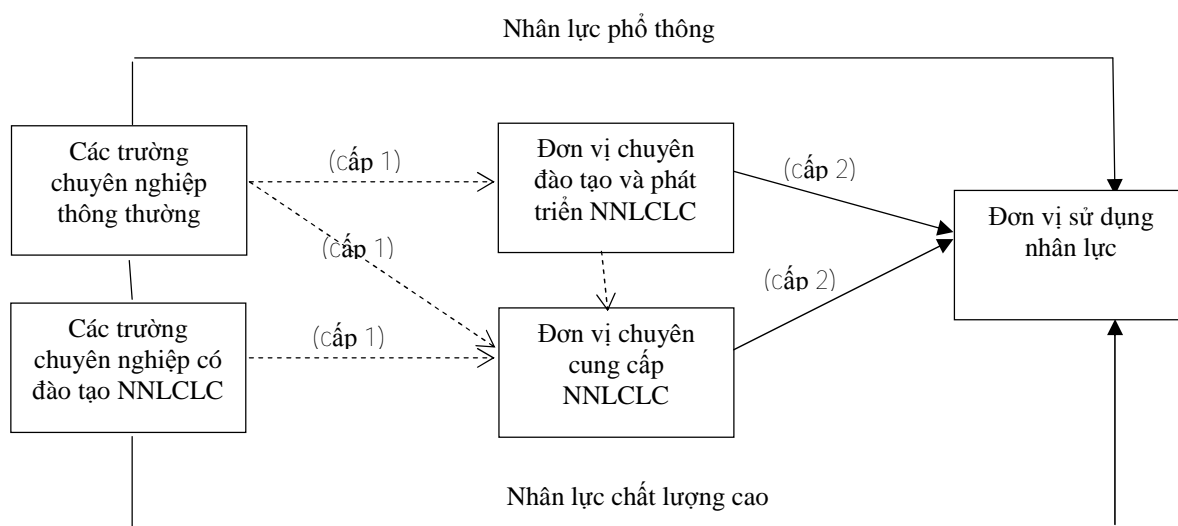 Nhân lực phổ thông
Các trường
chuyên nghiệp
thông thường
(cấp 1)
Đơn vị chuyên
đào tạo và phát
triển NNLCLC
(cấp 2)
Đơn vị sử dụng
nhân lực
(cấp 1)
(cấp 2)
Các trường
chuyên nghiệp có
đào tạo NNLCLC
(cấp 1)
Đơn vị chuyên
cung cấp
NNLCLC
Nhân lực chất lượng cao